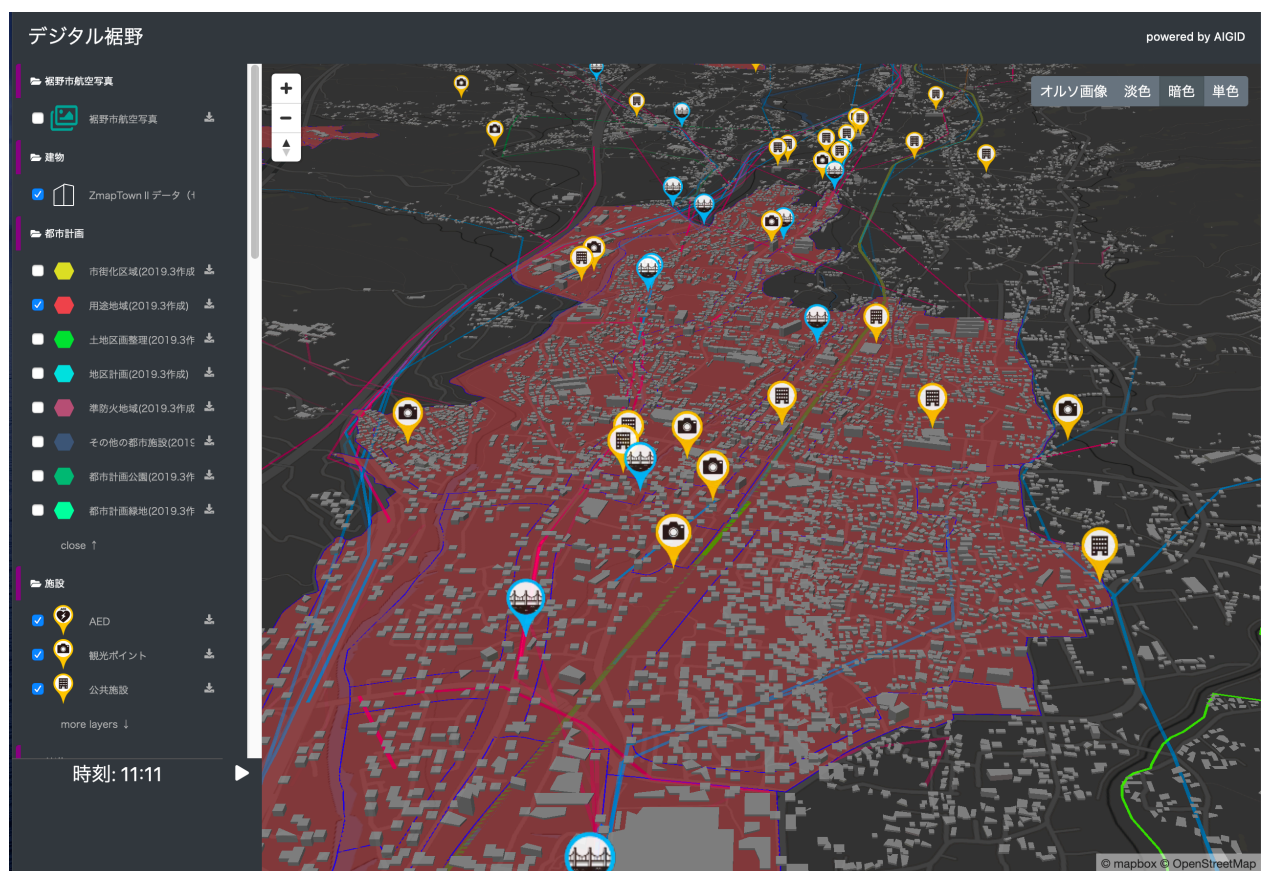 デジタル裾野
powered by AIGID
裾野市航空写真
裾野市航空写真
建物
ZmapTown II データ（
都市計画
市街化区域(2019.3作成
用途地域(2019.3作成)
土地区画整理(2019.3作
地区計画(2019.3作成)
準防火地域(2019.3作成
その他の都市施設(2019
都市計画公園(2019.3作
都市計画緑地(2019.3作
close ↑
施設
AED
観光ポイント
公共施設
more layers ↓
時刻: 11:11
オルソ画像 淡色 暗色 単色
© mapbox © OpenStreetMap